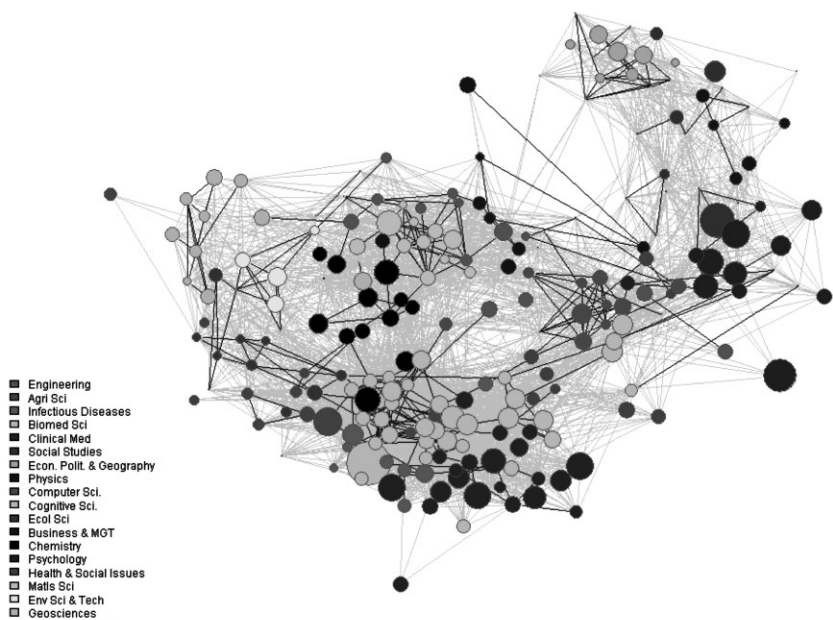 Engineering
Agri Sci
Infectious Diseases
Biomed Sci
Clinical Med
Social Studies
Econ. Polit. & Geography
Physics
Computer Sci.
Cognitive Sci.
Ecol Sci
Business & MGT
Chemistry
Psychology
Health & Social Issues
Matls Sci
Env Sci & Tech
Geosciences